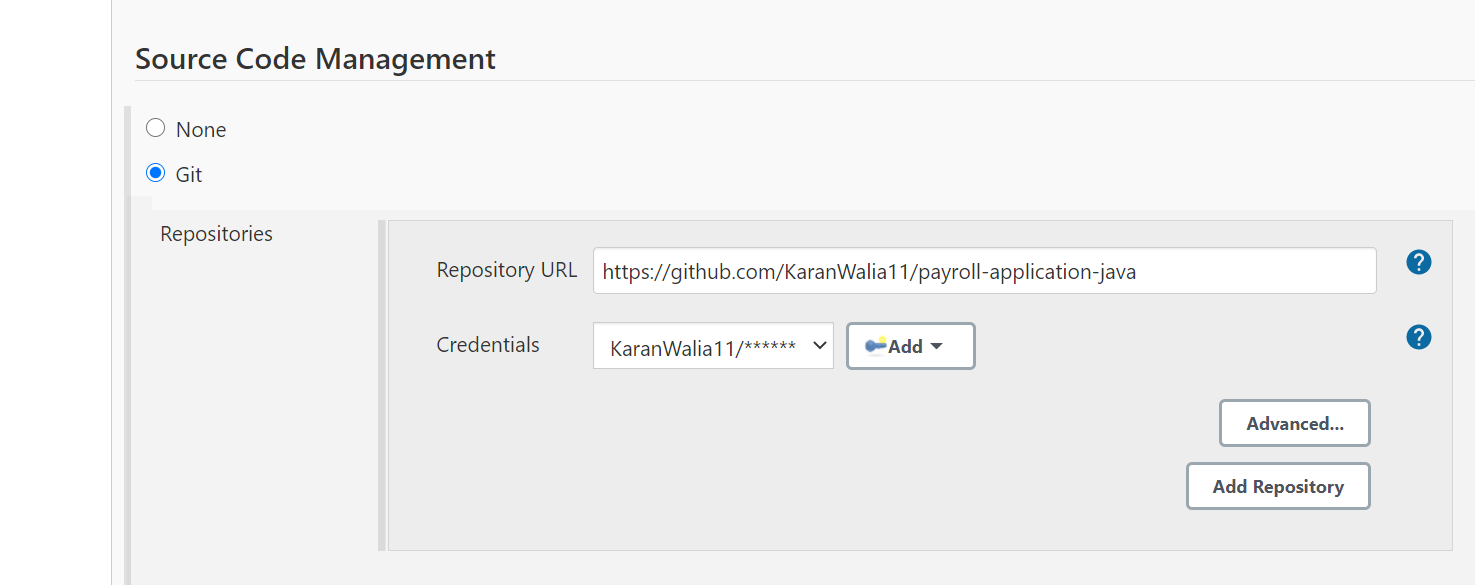 Source Code Management
None
Git
Repositories
Repository URL https://github.com/KaranWalia11/payroll-application-java ?
Credentials KaranWalia11/****** Add ?
Advanced...
Add Repository